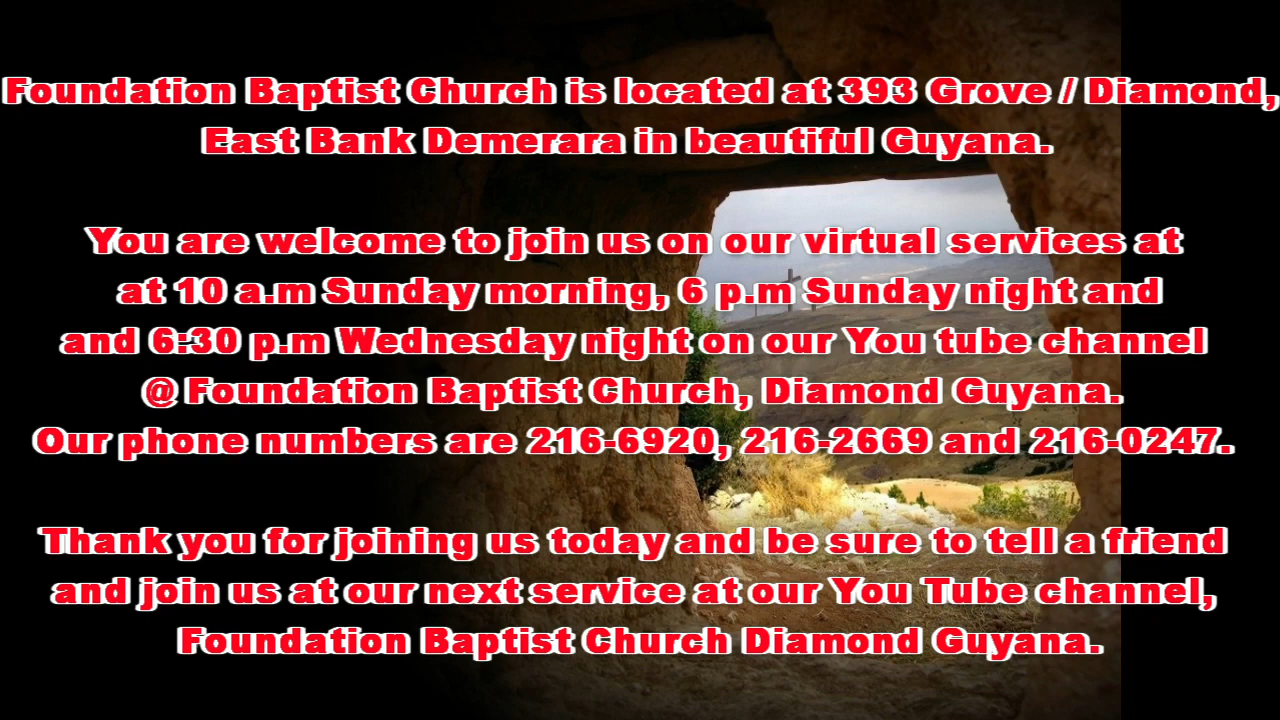 Foundation Baptist Church is located at 393 Grove / Diamond,
East Bank Demerara in beautiful Guyana.
You are welcome to join us on our virtual services at
at 10 a.m Sunday morning, 6 p.m Sunday night and
and 6:30 p.m Wednesday night on our You tube channel
@ Foundation Baptist Church, Diamond Guyana.
Our phone numbers are 216-6920, 216-2669 and 216-0247.
Thank you for joining us today and be sure to tell a friend
and join us at our next service at our You Tube channel,
Foundation Baptist Church Diamond Guyana.